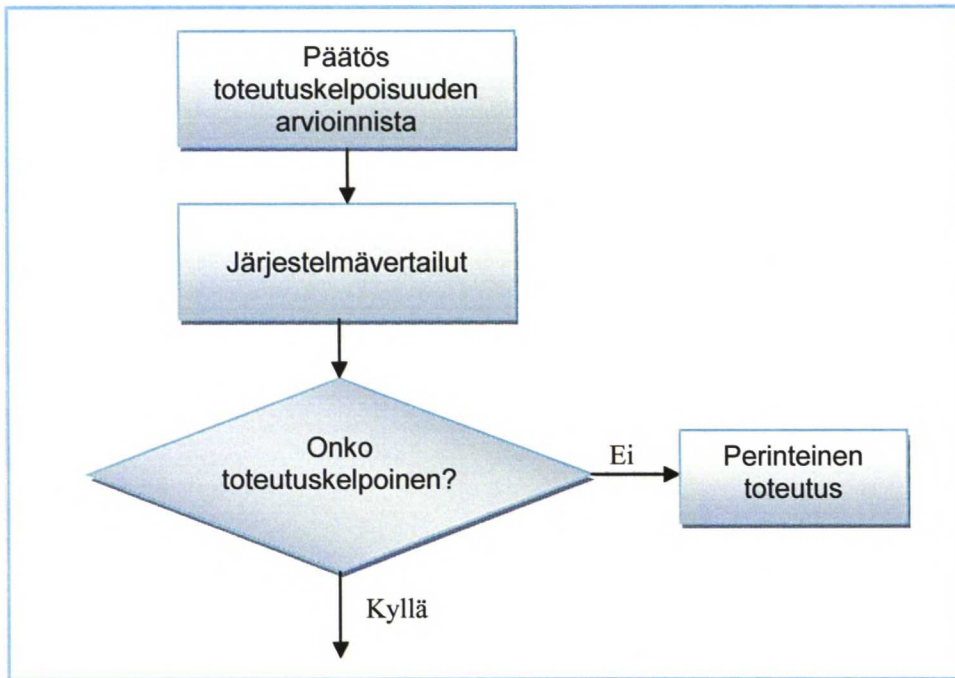 Päätös
toteutuskelpoisuuden
arvioinnista
Järjestelmävertailut
Onko
toteutuskelpoinen?
Ei
Perinteinen
toteutus
Kyllä